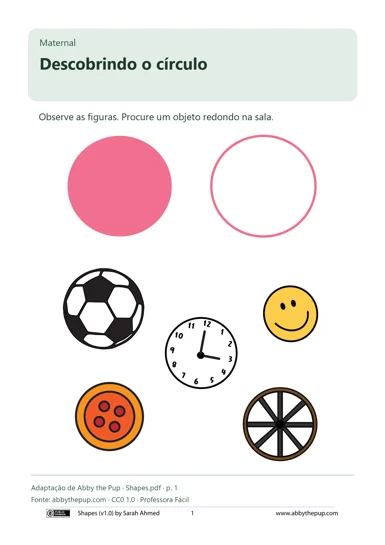 Maternal
Descobrindo o círculo
Observe as figuras. Procure um objeto redondo na sala.
12
1
2
3
4
5
6
7
8
9
10
11
Adaptação de Abby the Pup · Shapes.pdf · p. 1
Fonte: abbythepup.com · CC0 1.0 · Professora Fácil
Shapes (v1.0) by Sarah Ahmed
1
www.abbythepup.com